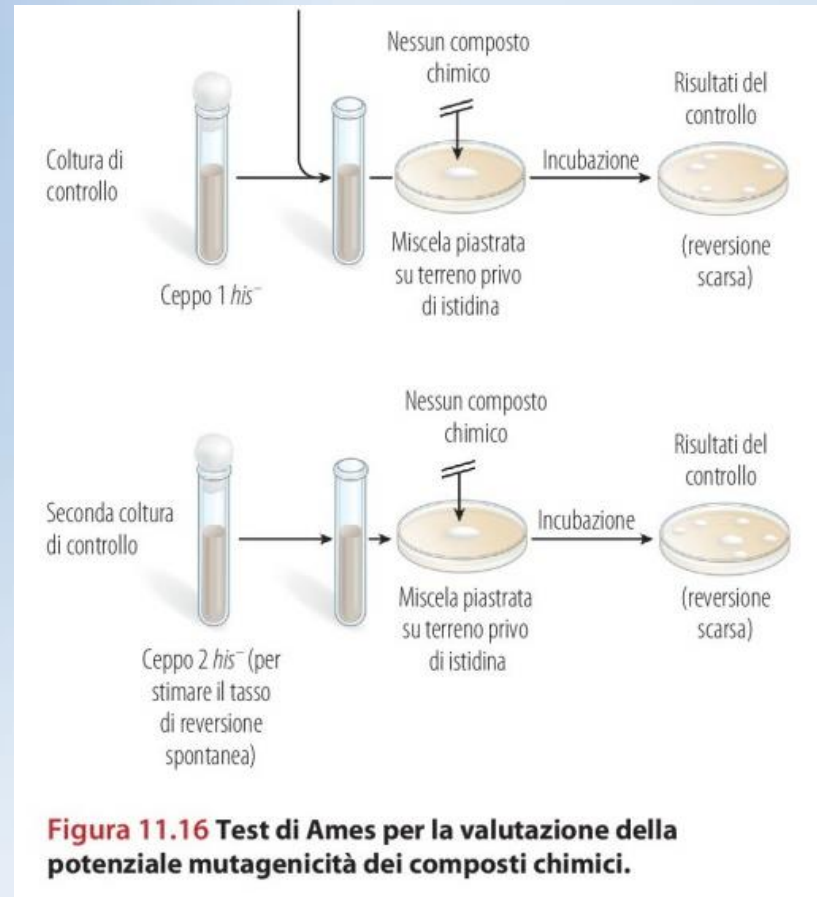 Nessun composto
chimico
Risultati del
controllo
Coltura di
controllo
Incubazione
Ceppo 1 his⁻
Miscela piastrata
su terreno privo
di istidina
(reversione
scarsa)
Nessun composto
chimico
Risultati del
controllo
Seconda coltura
di controllo
Incubazione
Ceppo 2 his⁻ (per
stimare il tasso
di reversione
spontanea)
Miscela piastrata
su terreno privo
di istidina
(reversione
scarsa)
Figura 11.16 Test di Ames per la valutazione della
potenziale mutagenicità dei composti chimici.